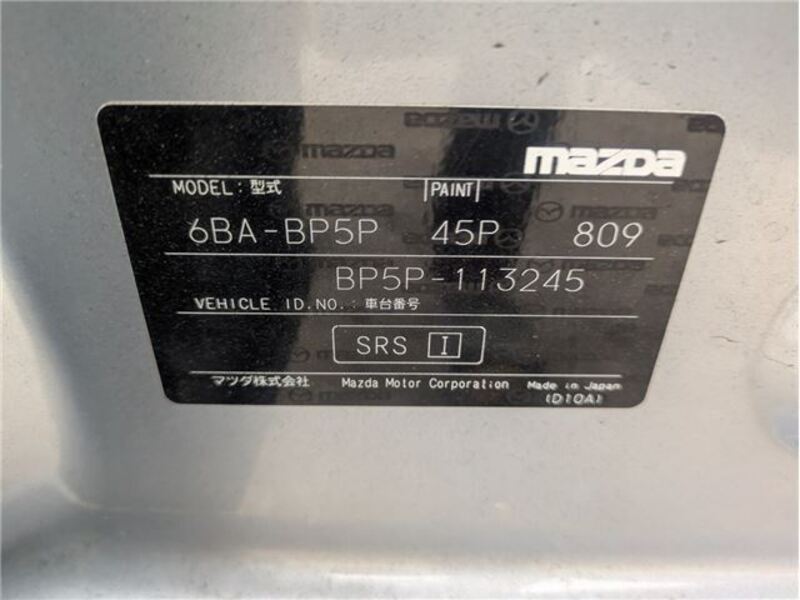 mazda
MODEL: 型式 |PAINT|
6BA-BP5P 45P 809
BP5P-113245
VEHICLE ID.NO.: 車台番号
SRS I
マツダ株式会社 Mazda Motor Corporation Made in Japan
(D10A)